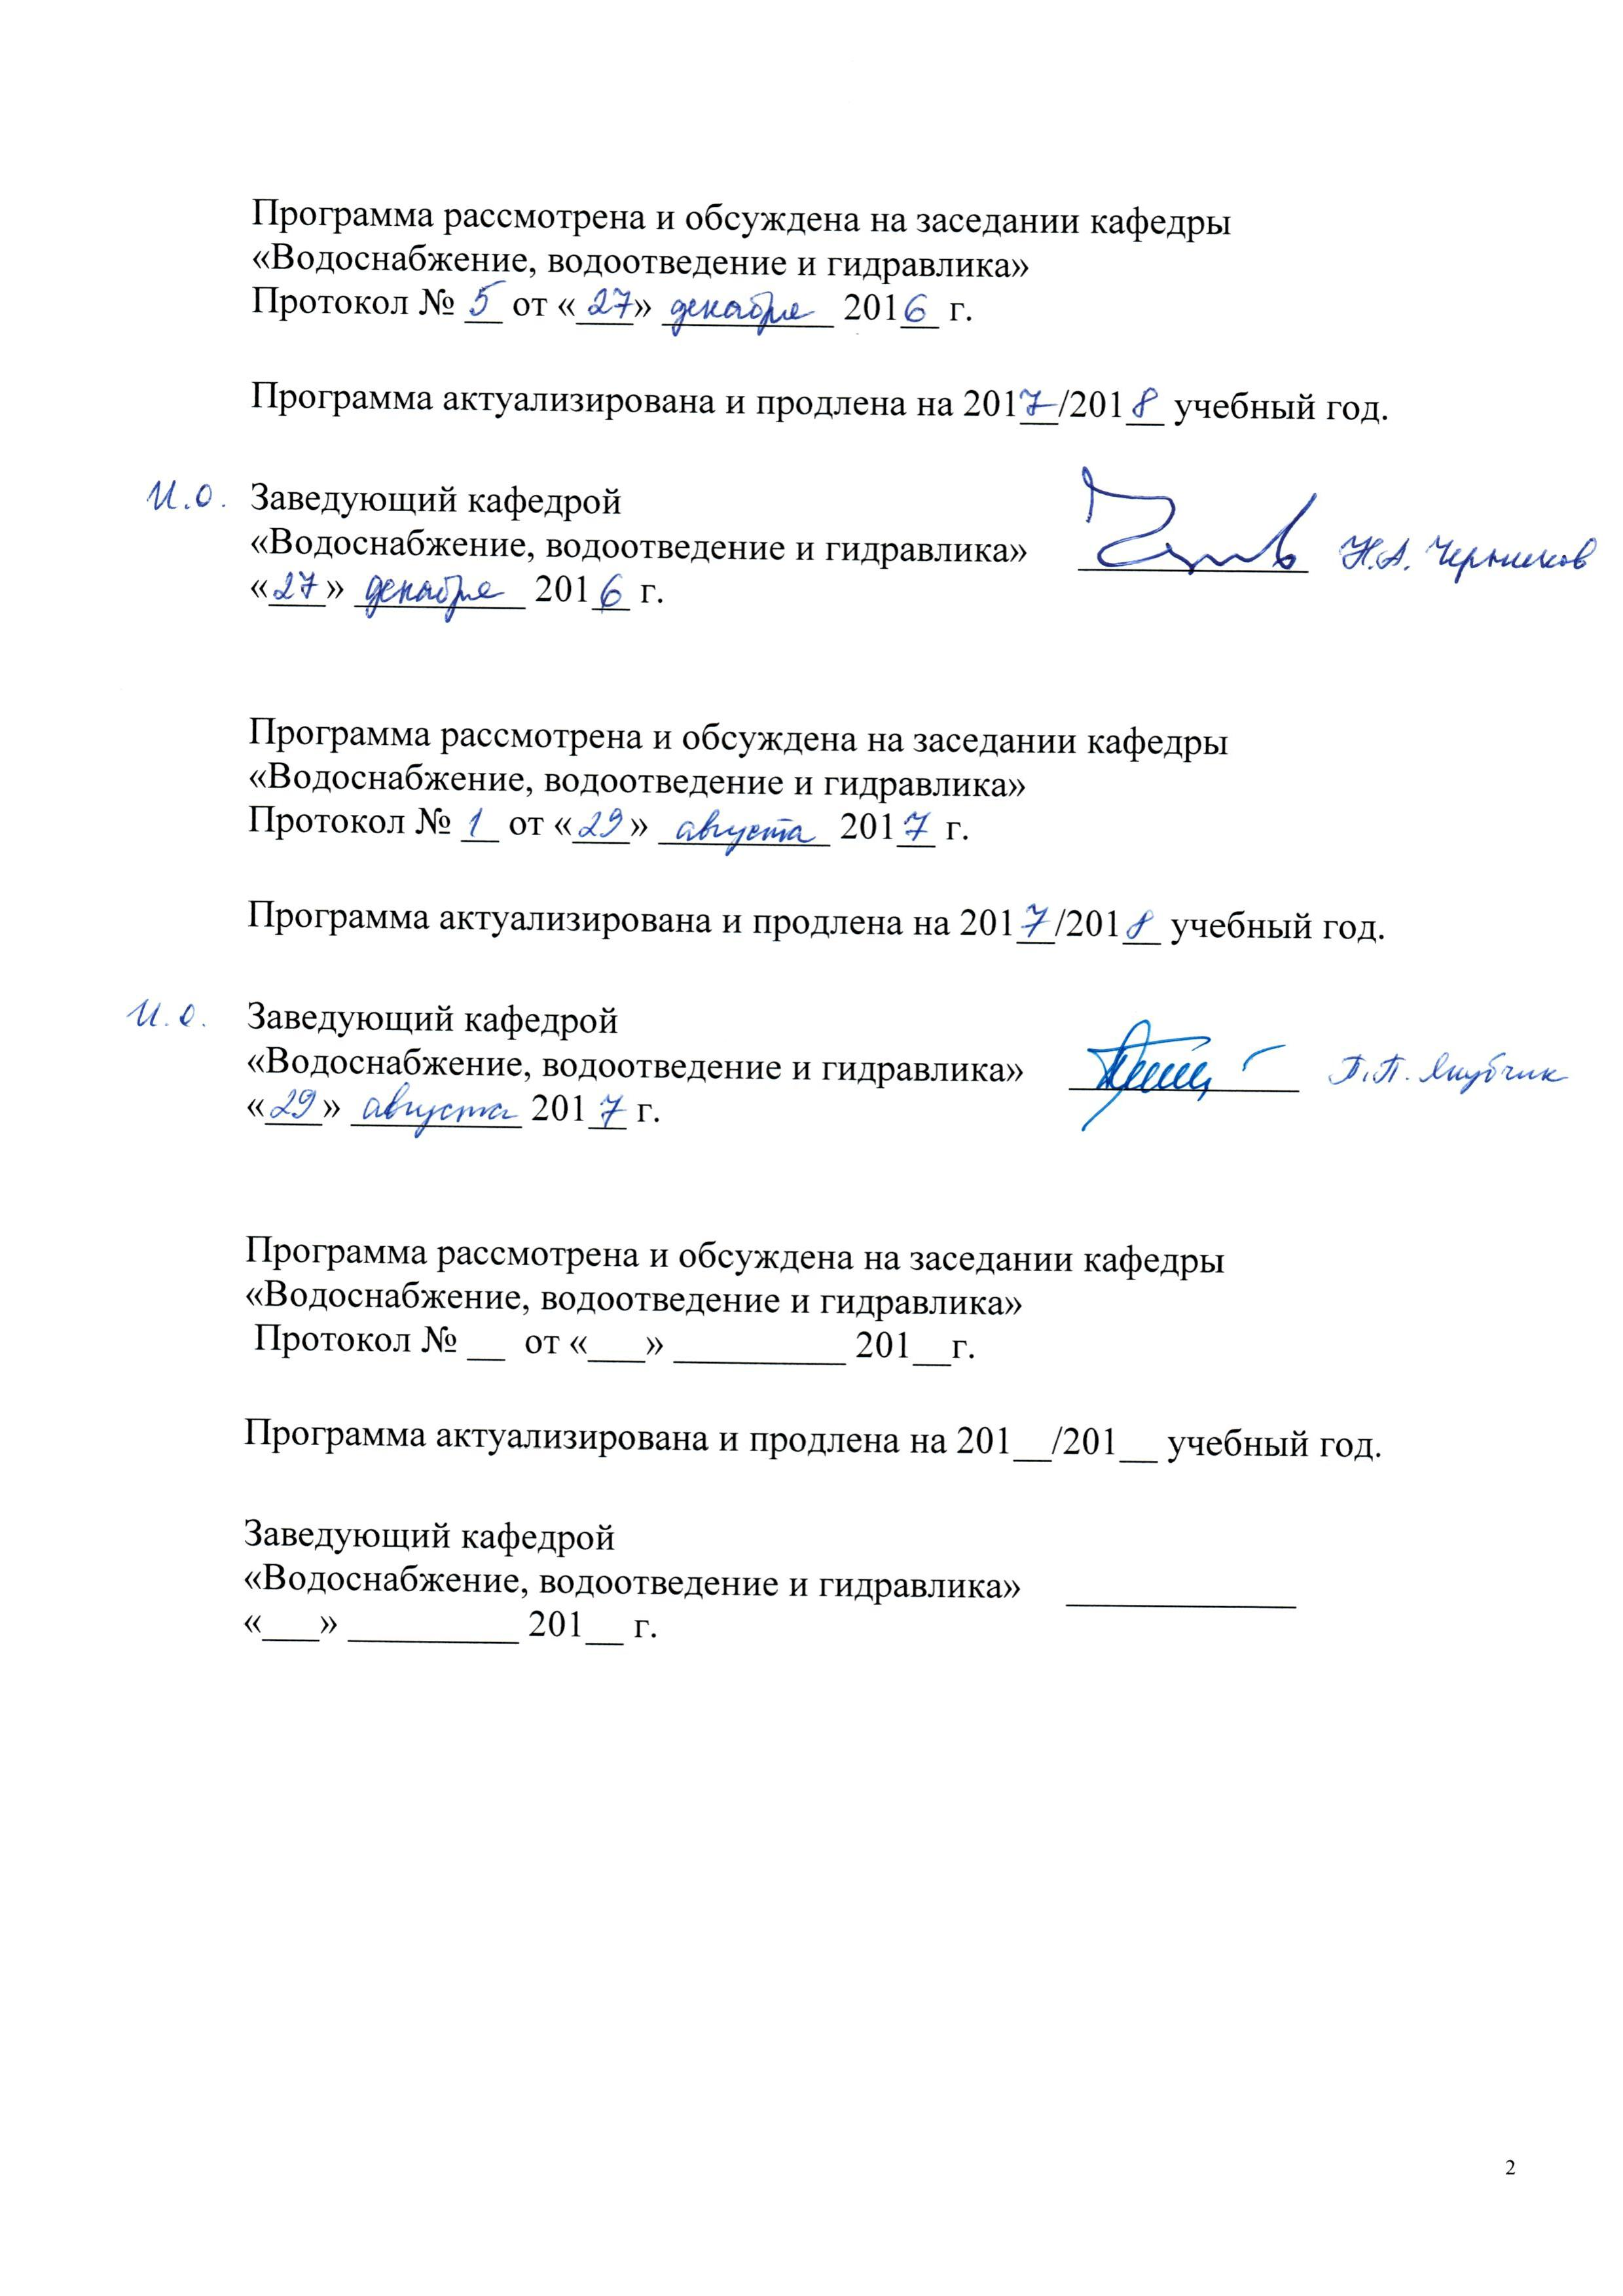 Программа рассмотрена и обсуждена на заседании кафедры
«Водоснабжение, водоотведение и гидравлика»
Протокол № 5 от «27» декабря 2016 г.
Программа актуализирована и продлена на 2017/2018 учебный год.
И.О. Заведующий кафедрой
«Водоснабжение, водоотведение и гидравлика» Н.А. Черников
«27» декабря 2016 г.
Программа рассмотрена и обсуждена на заседании кафедры
«Водоснабжение, водоотведение и гидравлика»
Протокол № 1 от «29» августа 2017 г.
Программа актуализирована и продлена на 2017/2018 учебный год.
И.о. Заведующий кафедрой
«Водоснабжение, водоотведение и гидравлика» П.П. Якубчик
«29» августа 2017 г.
Программа рассмотрена и обсуждена на заседании кафедры
«Водоснабжение, водоотведение и гидравлика»
Протокол № __ от «___» _________ 201__г.
Программа актуализирована и продлена на 201__/201__ учебный год.
Заведующий кафедрой
«Водоснабжение, водоотведение и гидравлика» ____________
«___» _________ 201__ г.
2